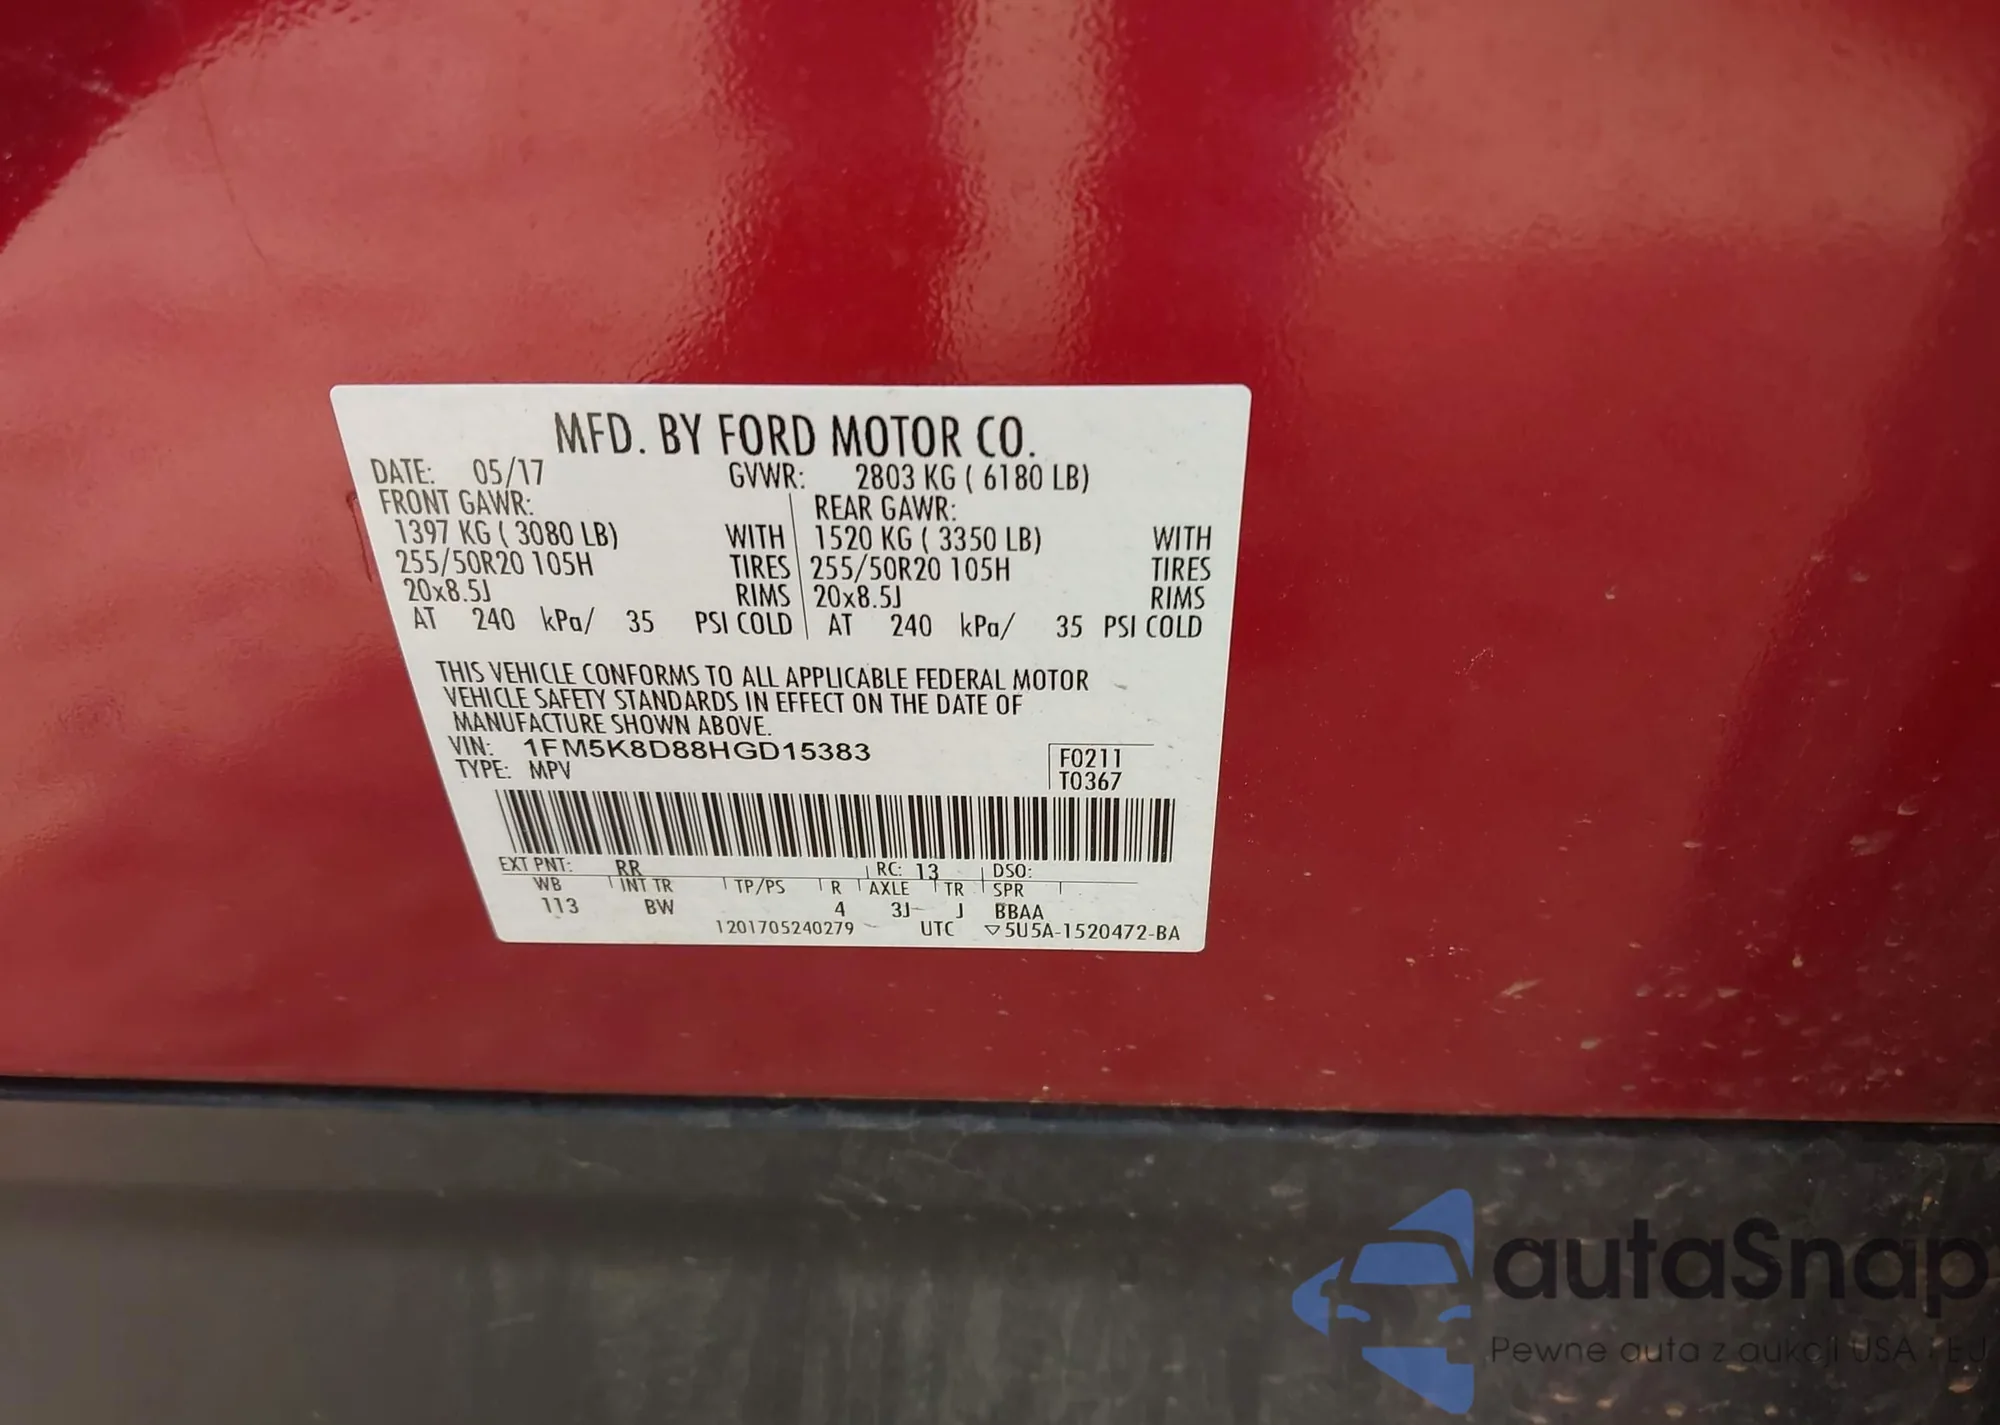 MFD. BY FORD MOTOR CO.
DATE: 05/17 GVWR: 2803 KG ( 6180 LB)
FRONT GAWR: REAR GAWR:
1397 KG ( 3080 LB) WITH 1520 KG ( 3350 LB) WITH
255/50R20 105H TIRES 255/50R20 105H TIRES
20x8.5J RIMS 20x8.5J RIMS
AT 240 kPa/ 35 PSI COLD AT 240 kPa/ 35 PSI COLD
THIS VEHICLE CONFORMS TO ALL APPLICABLE FEDERAL MOTOR
VEHICLE SAFETY STANDARDS IN EFFECT ON THE DATE OF
MANUFACTURE SHOWN ABOVE.
VIN: 1FM5K8D88HGD15383 F0211
TYPE: MPV T0367
EXT PNT: RR RC: 13 DSO:
WB INT TR TP/PS R AXLE TR SPR
113 BW 4 3J J BBAA
1201705240279 UTC ▽5U5A-1520472-BA
autaSnap
Pewne auta z aukcji USA i EU